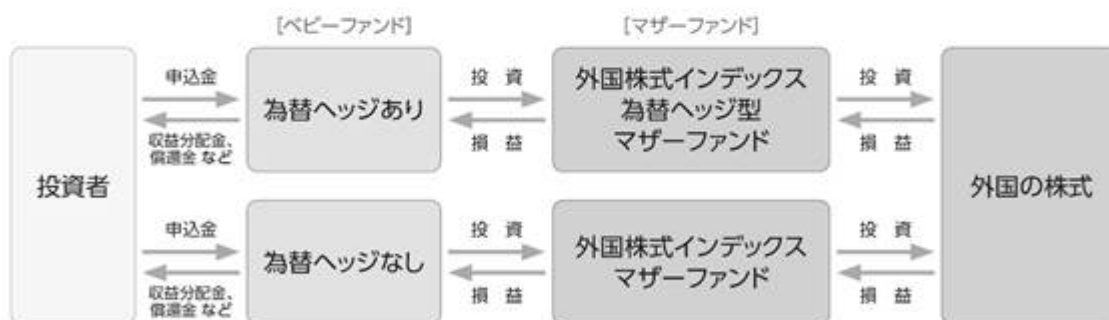 [ベビーファンド]
[マザーファンド]
投資者
申込金
収益分配金、
償還金 など
為替ヘッジあり
投 資
損 益
外国株式インデックス
為替ヘッジ型
マザーファンド
投 資
損 益
外国の株式
申込金
収益分配金、
償還金 など
為替ヘッジなし
投 資
損 益
外国株式インデックス
マザーファンド
投 資
損 益